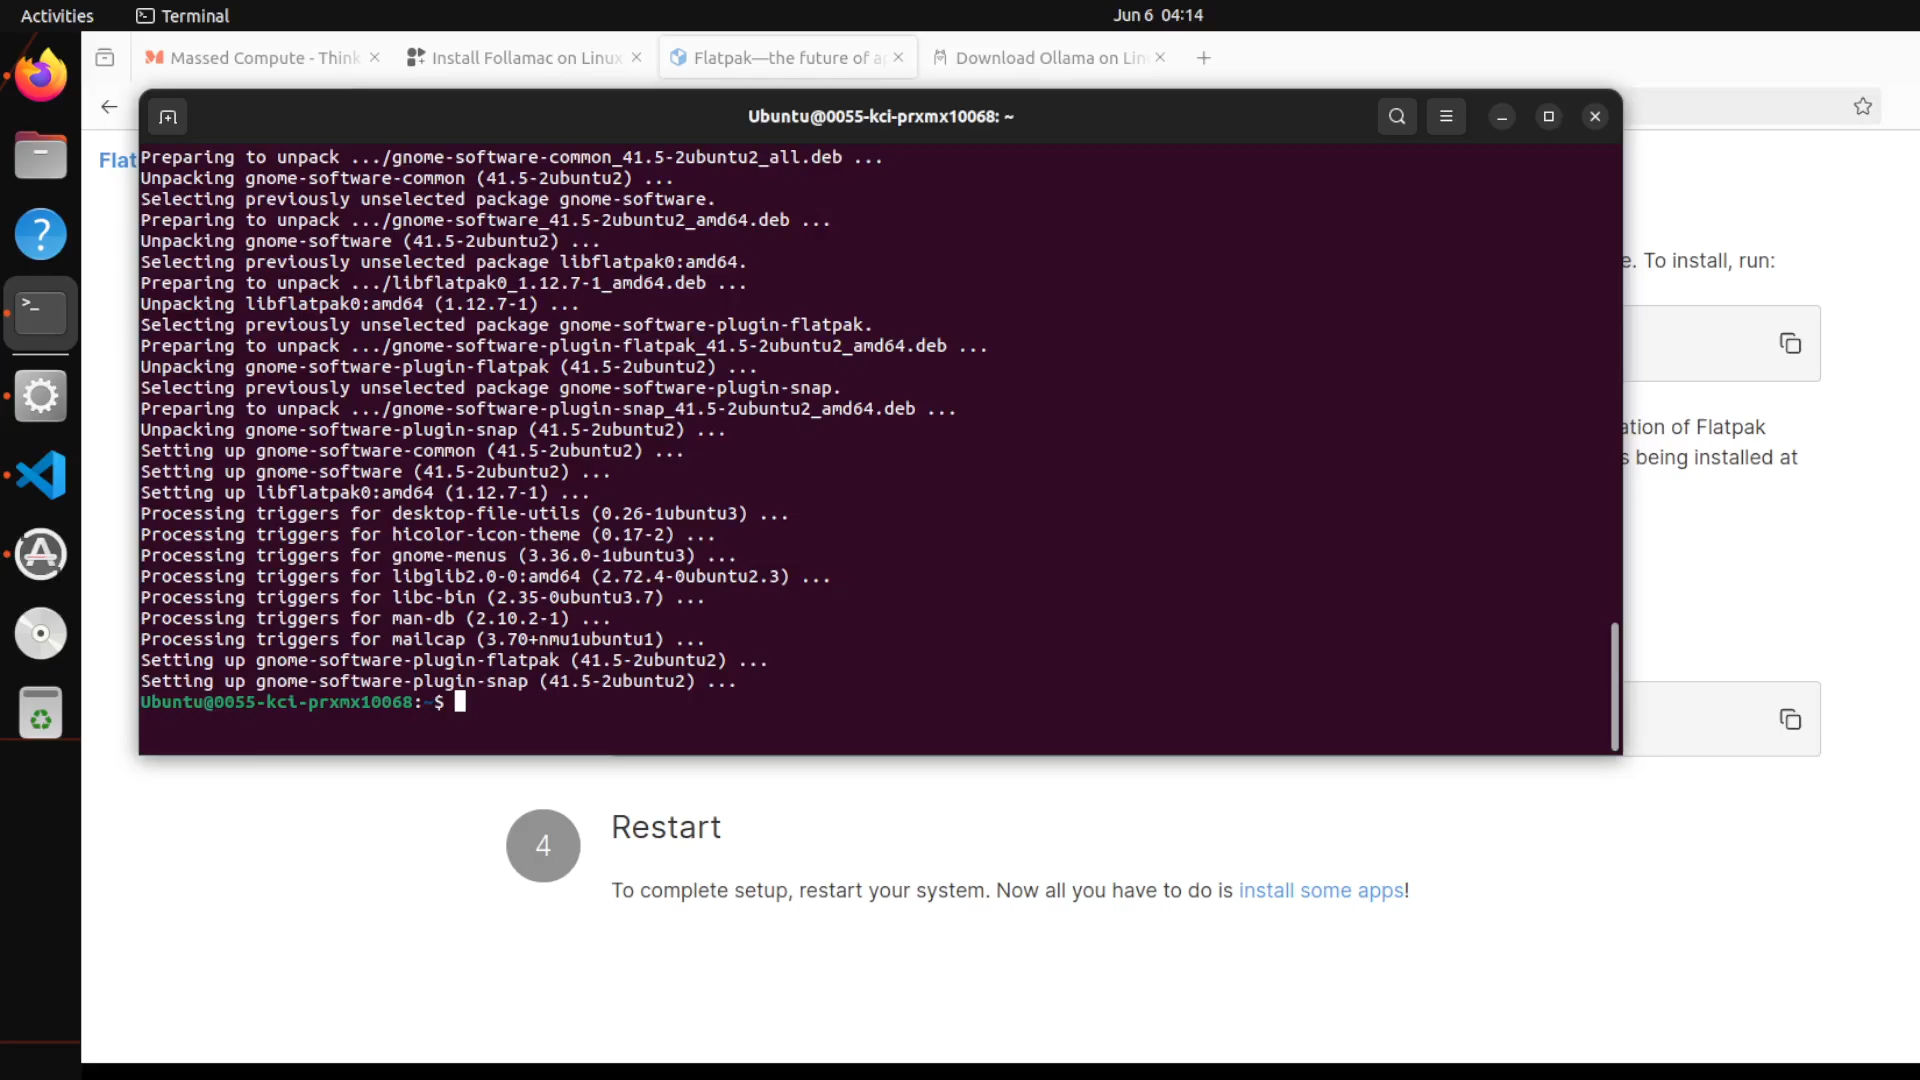 Activities
Terminal
Jun 6 04:14
Massed Compute - Think
Install Follamac on Linux
Flatpak—the future of a
Download Ollama on Lin
Ubuntu@0055-kci-prxmx10068: ~
Flat
Preparing to unpack .../gnome-software-common_41.5-2ubuntu2_all.deb ...
Unpacking gnome-software-common (41.5-2ubuntu2) ...
Selecting previously unselected package gnome-software.
Preparing to unpack .../gnome-software_41.5-2ubuntu2_amd64.deb ...
Unpacking gnome-software (41.5-2ubuntu2) ...
Selecting previously unselected package libflatpak0:amd64.
Preparing to unpack .../libflatpak0_1.12.7-1_amd64.deb ...
Unpacking libflatpak0:amd64 (1.12.7-1) ...
Selecting previously unselected package gnome-software-plugin-flatpak.
Preparing to unpack .../gnome-software-plugin-flatpak_41.5-2ubuntu2_amd64.deb ...
Unpacking gnome-software-plugin-flatpak (41.5-2ubuntu2) ...
Selecting previously unselected package gnome-software-plugin-snap.
Preparing to unpack .../gnome-software-plugin-snap_41.5-2ubuntu2_amd64.deb ...
Unpacking gnome-software-plugin-snap (41.5-2ubuntu2) ...
Setting up gnome-software-common (41.5-2ubuntu2) ...
Setting up gnome-software (41.5-2ubuntu2) ...
Setting up libflatpak0:amd64 (1.12.7-1) ...
Processing triggers for desktop-file-utils (0.26-1ubuntu3) ...
Processing triggers for hicolor-icon-theme (0.17-2) ...
Processing triggers for gnome-menus (3.36.0-1ubuntu3) ...
Processing triggers for libglib2.0-0:amd64 (2.72.4-0ubuntu2.3) ...
Processing triggers for libc-bin (2.35-0ubuntu3.7) ...
Processing triggers for man-db (2.10.2-1) ...
Processing triggers for mailcap (3.70+nmu1ubuntu1) ...
Setting up gnome-software-plugin-flatpak (41.5-2ubuntu2) ...
Setting up gnome-software-plugin-snap (41.5-2ubuntu2) ...
Ubuntu@0055-kci-prxmx10068:~$
e. To install, run:
ation of Flatpak
s being installed at
4
Restart
To complete setup, restart your system. Now all you have to do is install some apps!